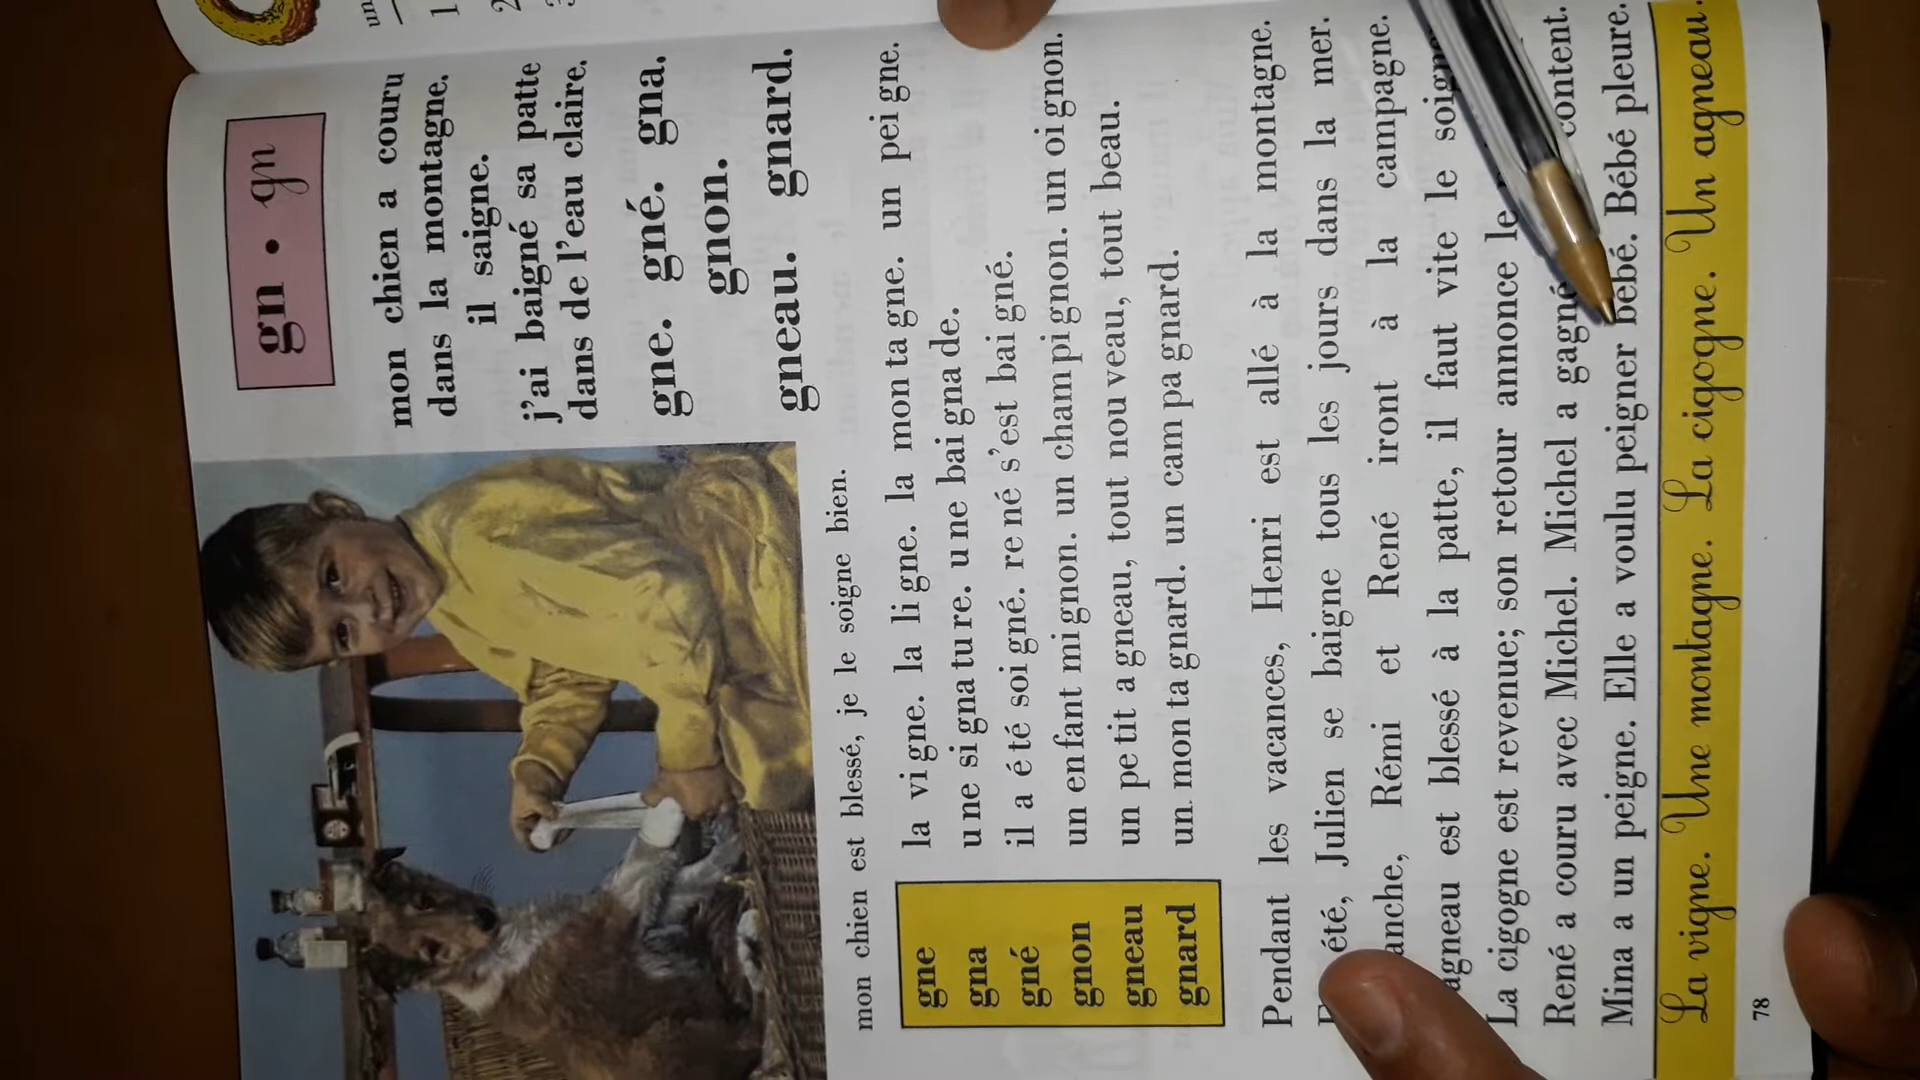 gn • gn
mon chien a couru
dans la montagne.
il saigne.
j'ai baigné sa patte
dans de l'eau claire.
gne. gné. gna.
gnon.
gneau. gnard.
mon chien est blessé, je le soigne bien.
gne
gna
gné
gnon
gneau
gnard
la vi gne. la li gne. la mon ta gne. un pei gne.
u ne si gna tu re. u ne bai gna de.
il a é té soi gné. re né s'est bai gné.
un en fant mi gnon. un cham pi gnon. un oi gnon.
un pe tit a gneau, tout nou veau, tout beau.
un mon ta gnard. un cam pa gnard.
Pendant les vacances, Henri est allé à la montagne.
été, Julien se baigne tous les jours dans la mer.
Rémi et René iront à la campagne.
agneau est blessé à la patte, il faut vite le
La cigogne est revenue; son retour annonce le
René a couru avec Michel. Michel a gagné content.
Mina a un peigne. Elle a voulu peigner bébé. Bébé pleure.
La vigne. Une montagne. La cigogne. Un agneau.
78
un
1
2